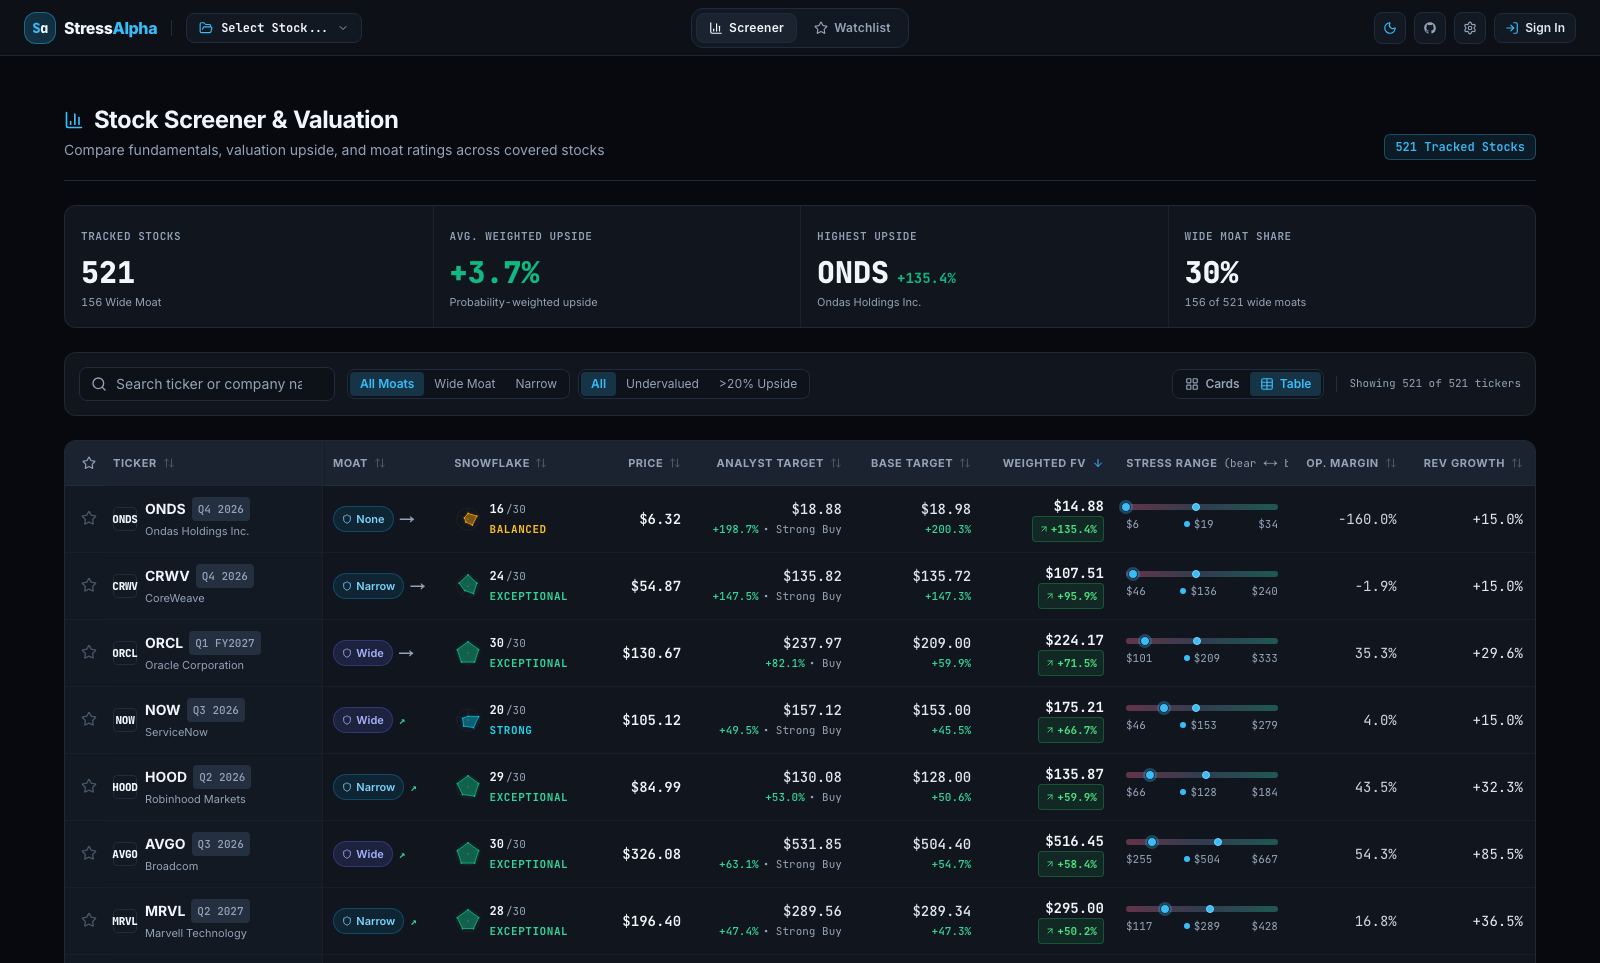 Sα StressAlpha Select Stock... Screener Watchlist Sign In
Stock Screener & Valuation
Compare fundamentals, valuation upside, and moat ratings across covered stocks
521 Tracked Stocks
TRACKED STOCKS
521
156 Wide Moat
AVG. WEIGHTED UPSIDE
+3.7%
Probability-weighted upside
HIGHEST UPSIDE
ONDS +135.4%
Ondas Holdings Inc.
WIDE MOAT SHARE
30%
156 of 521 wide moats
Search ticker or company na All Moats Wide Moat Narrow All Undervalued >20% Upside Cards Table Showing 521 of 521 tickers
TICKER MOAT SNOWFLAKE PRICE ANALYST TARGET BASE TARGET WEIGHTED FV STRESS RANGE (bear ↔ b OP. MARGIN REV GROWTH
ONDS ONDS Q4 2026 None → 16/30 $6.32 $18.88 $18.98 $14.88 -160.0% +15.0%
Ondas Holdings Inc. BALANCED +198.7% • Strong Buy +200.3% ↗ +135.4% $6 $19 $34
CRWV CRWV Q4 2026 Narrow → 24/30 $54.87 $135.82 $135.72 $107.51 -1.9% +15.0%
CoreWeave EXCEPTIONAL +147.5% • Strong Buy +147.3% ↗ +95.9% $46 $136 $240
ORCL ORCL Q1 FY2027 Wide → 30/30 $130.67 $237.97 $209.00 $224.17 35.3% +29.6%
Oracle Corporation EXCEPTIONAL +82.1% • Buy +59.9% ↗ +71.5% $101 $209 $333
NOW NOW Q3 2026 Wide ↗ 20/30 $105.12 $157.12 $153.00 $175.21 4.0% +15.0%
ServiceNow STRONG +49.5% • Strong Buy +45.5% ↗ +66.7% $46 $153 $279
HOOD HOOD Q2 2026 Narrow ↗ 29/30 $84.99 $130.08 $128.00 $135.87 43.5% +32.3%
Robinhood Markets EXCEPTIONAL +53.0% • Buy +50.6% ↗ +59.9% $66 $128 $184
AVGO AVGO Q3 2026 Wide ↗ 30/30 $326.08 $531.85 $504.40 $516.45 54.3% +85.5%
Broadcom EXCEPTIONAL +63.1% • Strong Buy +54.7% ↗ +58.4% $255 $504 $667
MRVL MRVL Q2 2027 Narrow ↗ 28/30 $196.40 $289.56 $289.34 $295.00 16.8% +36.5%
Marvell Technology EXCEPTIONAL +47.4% • Strong Buy +47.3% ↗ +50.2% $117 $289 $428